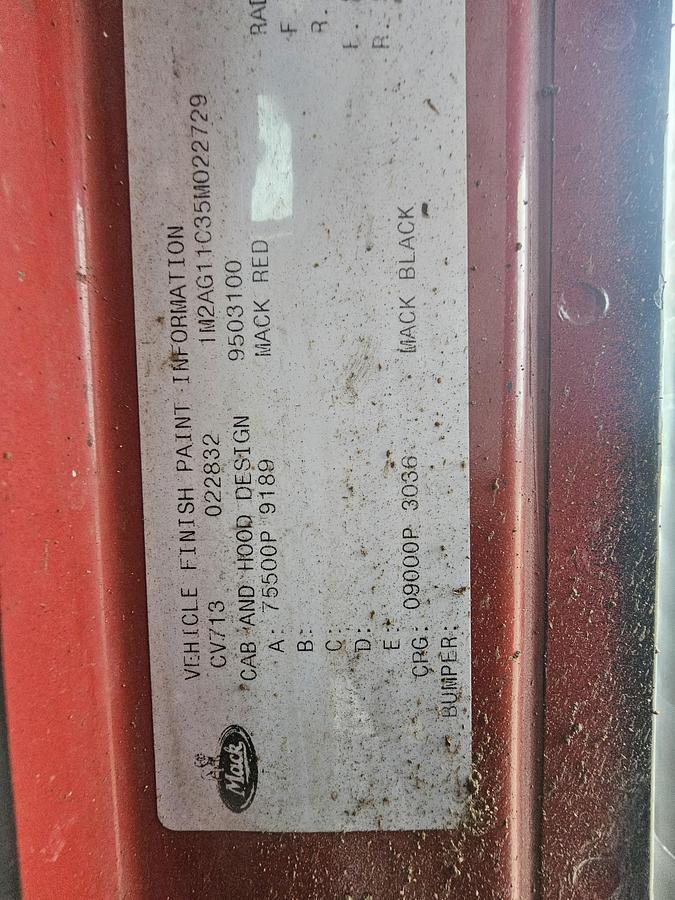 Mack
VEHICLE FINISH PAINT INFORMATION
CV713 022832 1M2AG11C35M022729
CAB AND HOOD DESIGN 9503100
A: 75500P 9189 MACK RED
B:
C:
D:
E:
CRG: 09000P 3036 MACK BLACK
BUMPER:
F
R.
R.